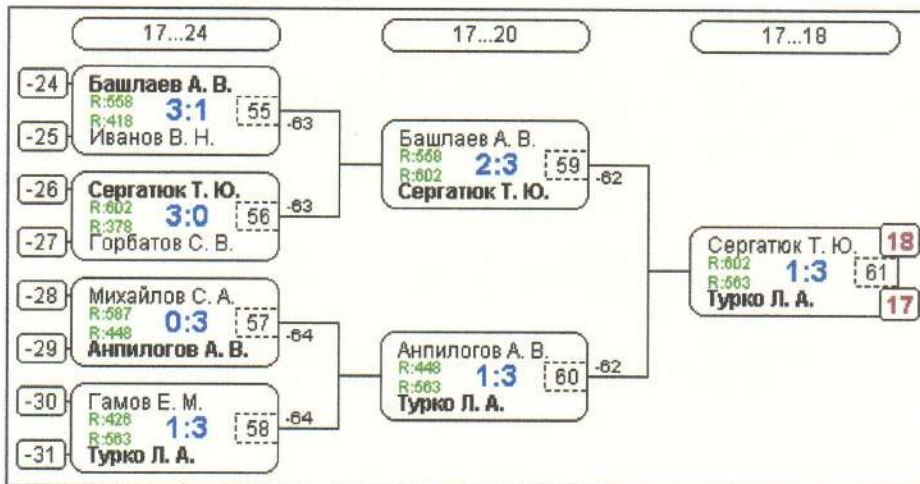 17...24
17...20
17...18
-24
Башлаев А. В.
R:558
3:1
55
R:418
-25
Иванов В. Н.
-63
-26
Сергатюк Т. Ю.
R:602
3:0
56
R:378
-27
Горбатов С. В.
-63
-28
Михайлов С. А.
R:587
0:3
57
R:448
-29
Анпилогов А. В.
-64
-30
Гамов Е. М.
R:426
1:3
58
R:563
-31
Турко Л. А.
-64
Башлаев А. В.
R:558
2:3
59
R:602
Сергатюк Т. Ю.
-62
Анпилогов А. В.
R:448
1:3
60
R:563
Турко Л. А.
-62
Сергатюк Т. Ю.
18
R:602
1:3
61
R:563
Турко Л. А.
17